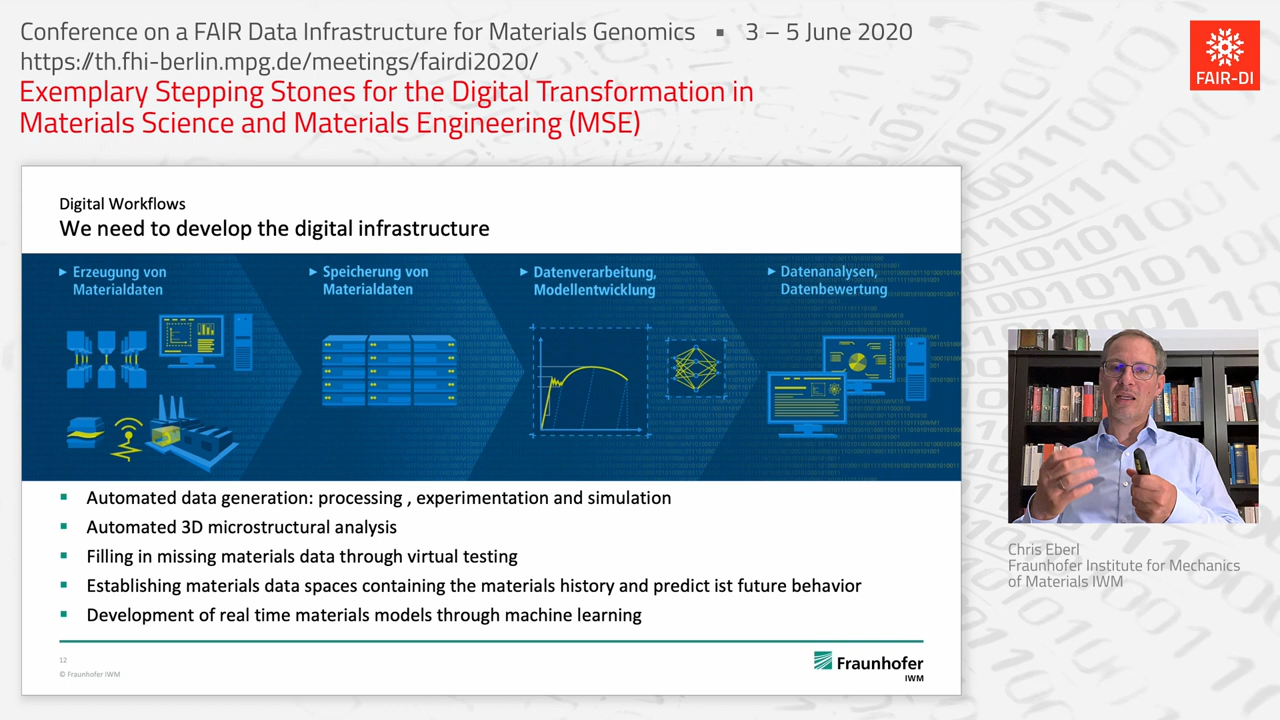 Conference on a FAIR Data Infrastructure for Materials Genomics ▪ 3 – 5 June 2020
https://th.fhi-berlin.mpg.de/meetings/fairdi2020/
Exemplary Stepping Stones for the Digital Transformation in
Materials Science and Materials Engineering (MSE)
FAIR-DI
Digital Workflows
We need to develop the digital infrastructure
Erzeugung von
Materialdaten
Speicherung von
Materialdaten
Datenverarbeitung,
Modellentwicklung
Datenanalysen,
Datenbewertung
▪ Automated data generation: processing , experimentation and simulation
▪ Automated 3D microstructural analysis
▪ Filling in missing materials data through virtual testing
▪ Establishing materials data spaces containing the materials history and predict ist future behavior
▪ Development of real time materials models through machine learning
12
© Fraunhofer IWM
Fraunhofer
IWM
Chris Eberl
Fraunhofer Institute for Mechanics
of Materials IWM